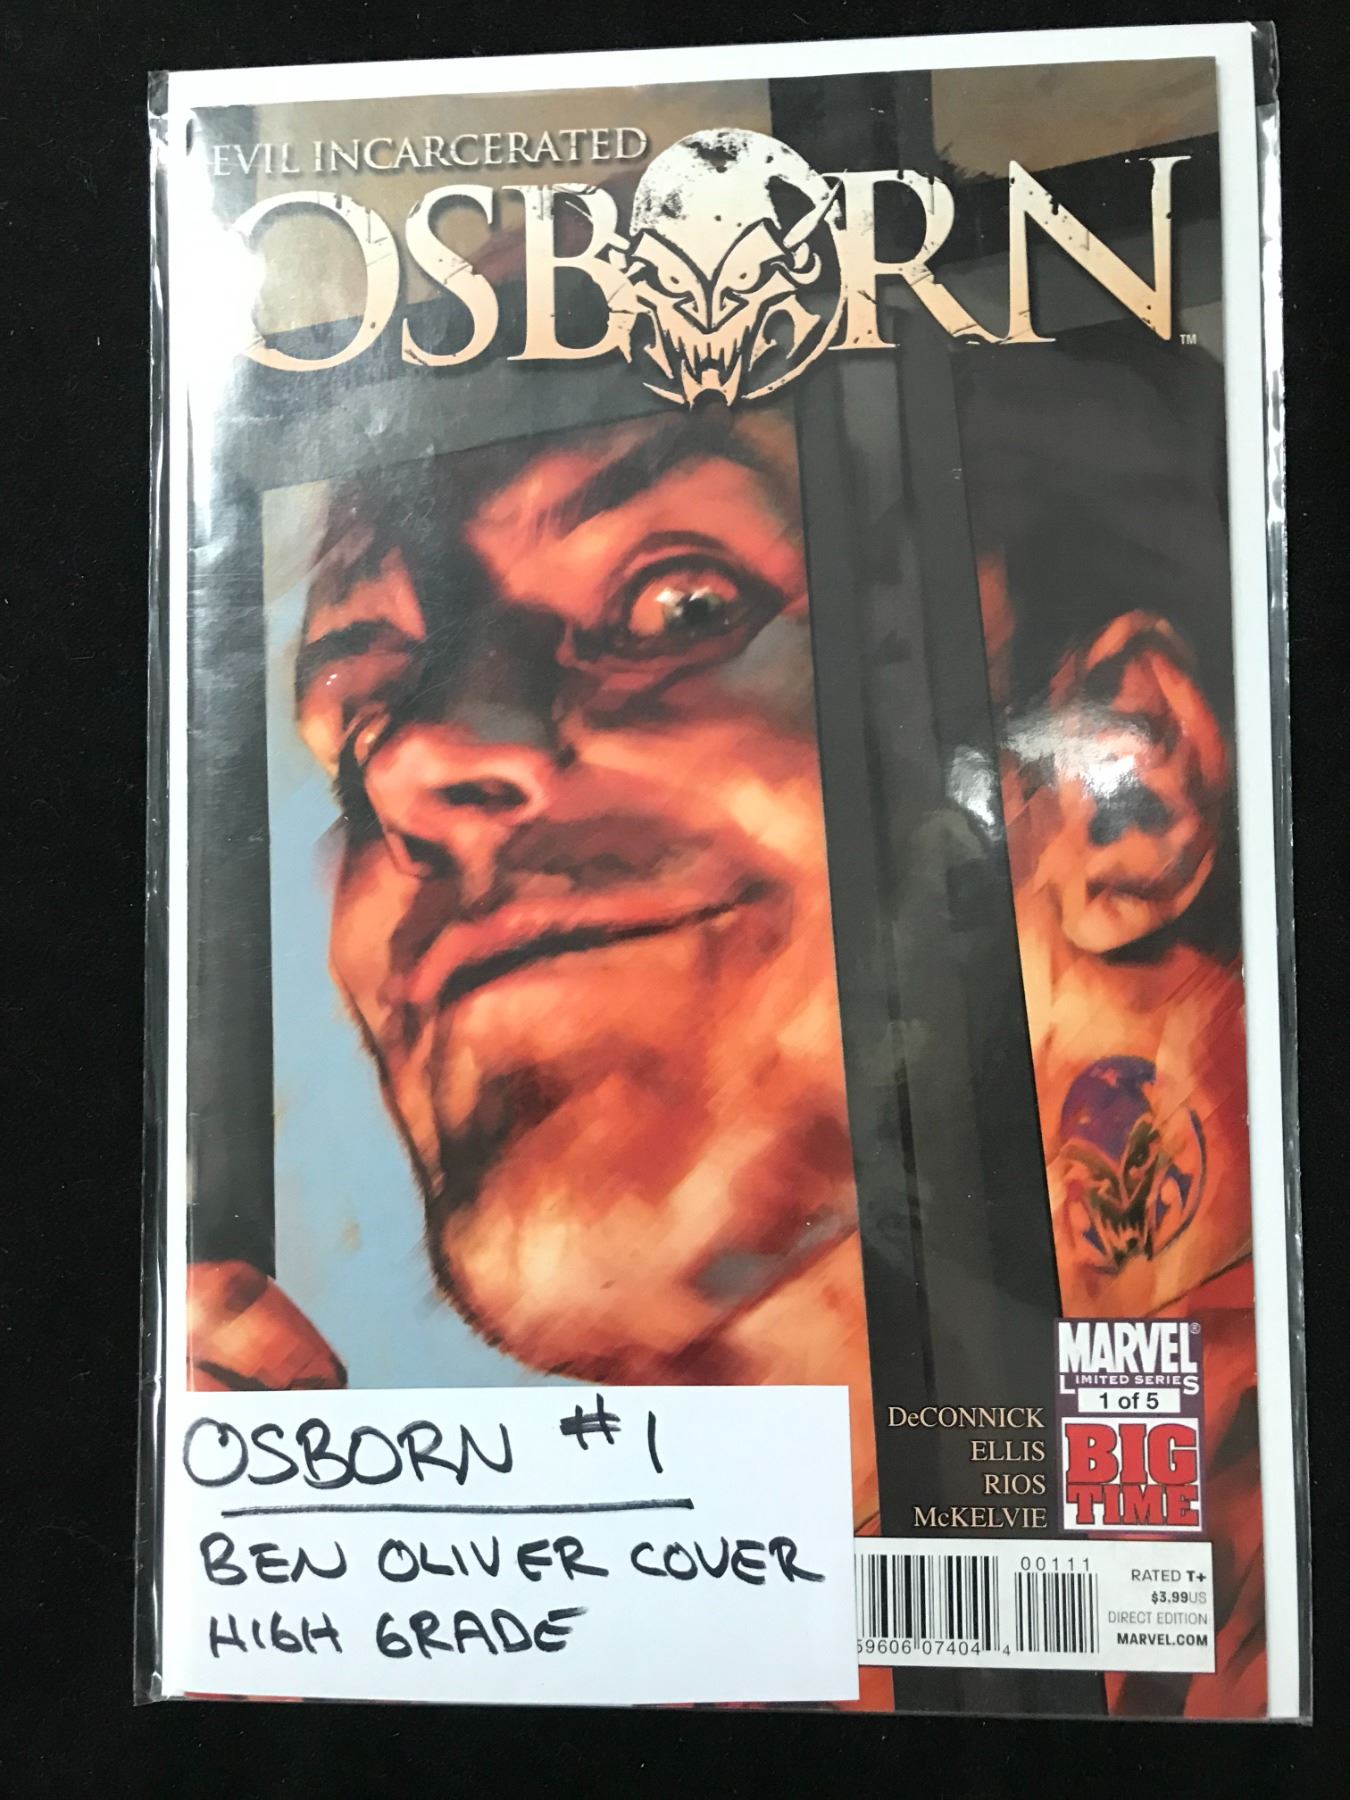 EVIL INCARCERATED
OSBORN
TM
MARVEL®
LIMITED SERIES
1 of 5
BIG
TIME
DeCONNICK
ELLIS
RIOS
McKELVIE
OSBORN #1
BEN OLIVER COVER
HIGH GRADE
59606 07404 4
00111
RATED T+
$3.99US
DIRECT EDITION
MARVEL.COM